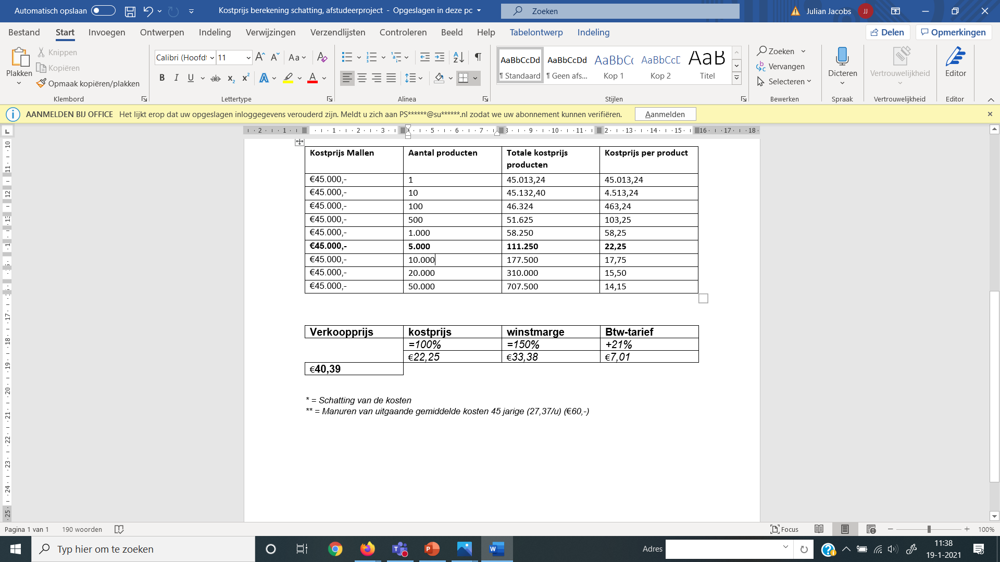 Automatisch opslaan
Kostprijs berekening schatting, afstudeerproject - Opgeslagen in deze pc
Zoeken
Julian Jacobs
JJ
Bestand Start Invoegen Ontwerpen Indeling Verwijzingen Verzendlijsten Controleren Beeld Help Tabelontwerp Indeling
Delen Opmerkingen
Plakken
Knippen
Kopiëren
Opmaak kopiëren/plakken
Klembord
Calibri (Hoofdt 11
Lettertype
Alinea
AaBbCcDd AaBbCcDd AaBbCc AaBbCcD AaB
¶ Standaard ¶ Geen afs... Kop 1 Kop 2 Titel
Stijlen
Zoeken
Vervangen
Selecteren
Bewerken
Dicteren
Spraak
Vertrouwelijkheid
Vertrouwelijkheid
Editor
Editor
AANMELDEN BIJ OFFICE Het lijkt erop dat uw opgeslagen inloggegevens verouderd zijn. Meldt u zich aan PS******@su******.nl zodat we uw abonnement kunnen verifiëren. Aanmelden
Kostprijs Mallen Aantal producten Totale kostprijs producten Kostprijs per product
€45.000,- 1 45.013,24 45.013,24
€45.000,- 10 45.132,40 4.513,24
€45.000,- 100 46.324 463,24
€45.000,- 500 51.625 103,25
€45.000,- 1.000 58.250 58,25
€45.000,- 5.000 111.250 22,25
€45.000,- 10.000 177.500 17,75
€45.000,- 20.000 310.000 15,50
€45.000,- 50.000 707.500 14,15
Verkoopprijs kostprijs winstmarge Btw-tarief
=100% =150% +21%
€22,25 €33,38 €7,01
€40,39
* = Schatting van de kosten
** = Manuren van uitgaande gemiddelde kosten 45 jarige (27,37/u) (€60,-)
Pagina 1 van 1 190 woorden
Focus
100%
Typ hier om te zoeken
Adres
11:38
19-1-2021